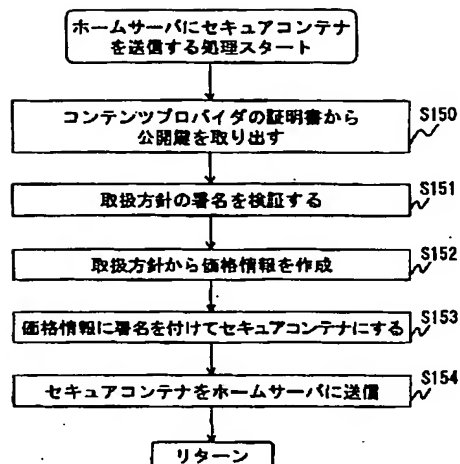 ホームサーバにセキュアコンテナ
を送信する処理スタート
コンテンツプロバイダの証明書から
公開鍵を取り出す
S150
取扱方針の署名を検証する
S151
取扱方針から価格情報を作成
S152
価格情報に署名を付けてセキュアコンテナにする
S153
セキュアコンテナをホームサーバに送信
S154
リターン